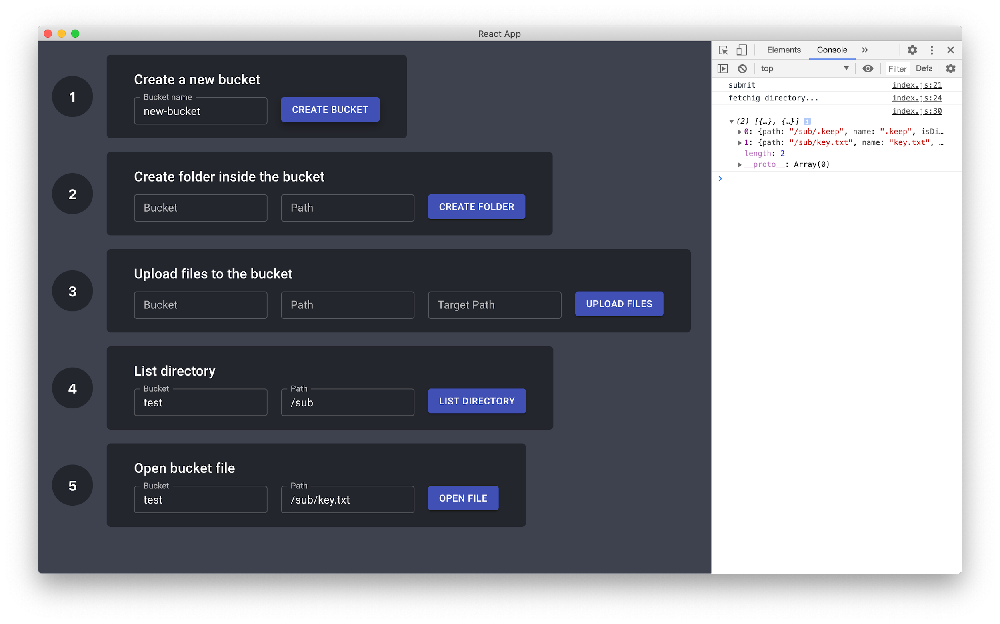 React App
1
Create a new bucket
Bucket name
new-bucket
CREATE BUCKET
2
Create folder inside the bucket
Bucket
Path
CREATE FOLDER
3
Upload files to the bucket
Bucket
Path
Target Path
UPLOAD FILES
4
List directory
Bucket
test
Path
/sub
LIST DIRECTORY
5
Open bucket file
Bucket
test
Path
/sub/key.txt
OPEN FILE
Elements Console »
top Filter Defa
submit index.js:21
fetchig directory... index.js:24
index.js:30
(2) [{…}, {…}] i
0: {path: "/sub/.keep", name: ".keep", isDi…
1: {path: "/sub/key.txt", name: "key.txt", …
length: 2
__proto__: Array(0)